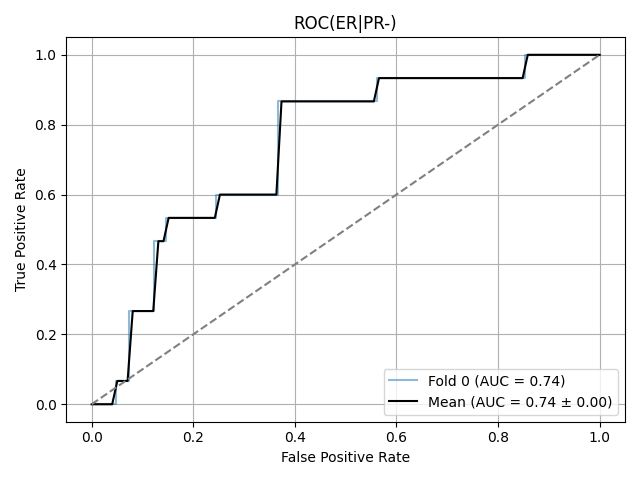 ROC(ER|PR-)
True Positive Rate
1.0
0.8
0.6
0.4
0.2
0.0
Fold 0 (AUC = 0.74)
Mean (AUC = 0.74 ± 0.00)
0.0 0.2 0.4 0.6 0.8 1.0
False Positive Rate